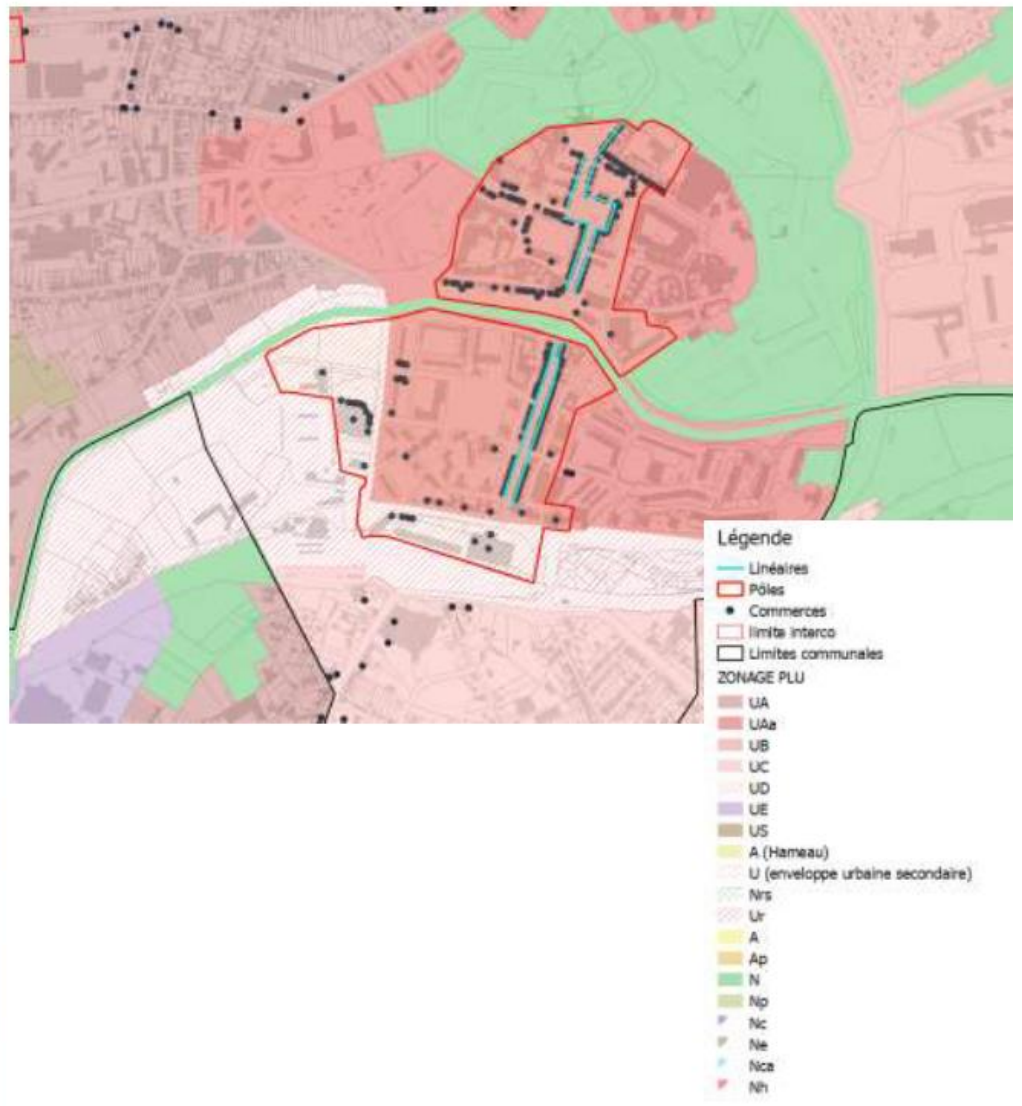 Légende
Linéaires
Pôles
Commerces
limite interco
Limites communales
ZONAGE PLU
UA
UAa
UB
UC
UD
UE
US
A (Hameau)
U (enveloppe urbaine secondaire)
Nrs
Ur
A
Ap
N
Np
Nc
Ne
Nca
Nh